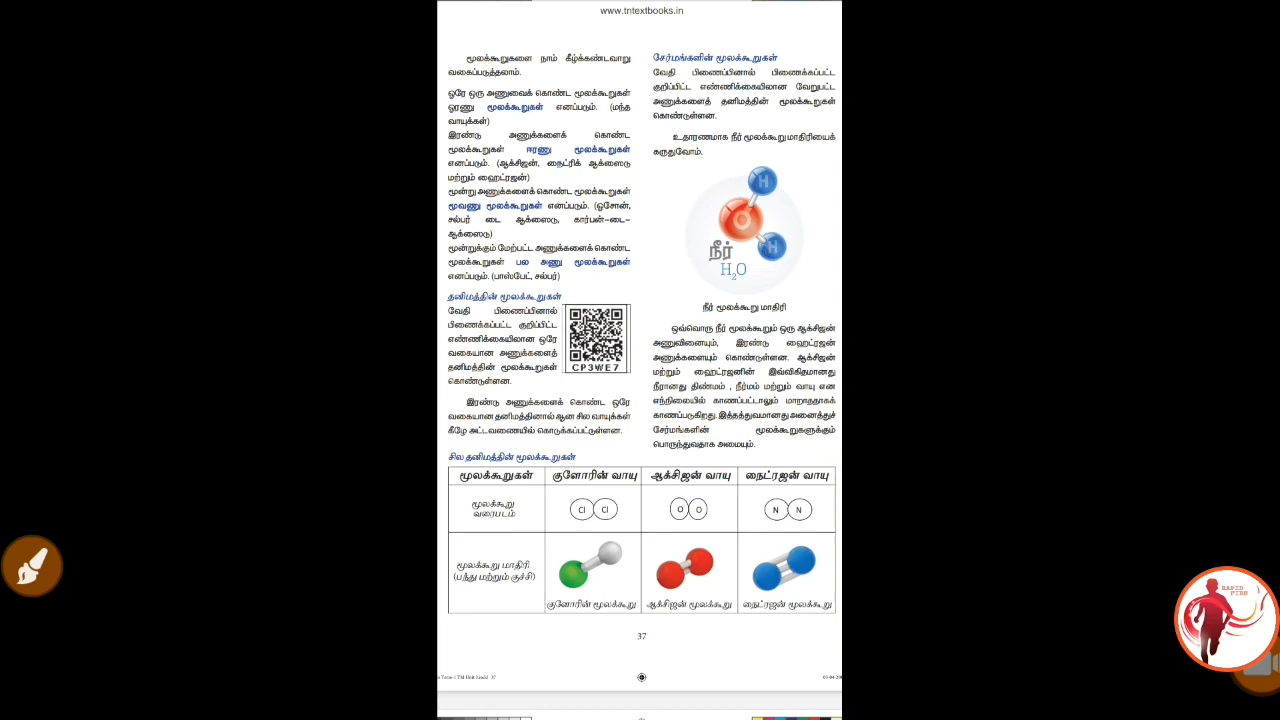 www.tntextbooks.in
மூலக்கூறுகளை நாம் கீழ்க்கண்டவாறு
வகைப்படுத்தலாம்.
ஓரே ஒரு அணுவைக் கொண்ட மூலக்கூறுகள்
ஓரணு மூலக்கூறுகள் எனப்படும். (மந்த
வாயுக்கள்)
இரண்டு அணுக்களைக் கொண்ட
மூலக்கூறுகள் ஈரணு மூலக்கூறுகள்
எனப்படும். (ஆக்சிஜன், நைட்ரிக் ஆக்ஸைடு
மற்றும் ஹைட்ரஜன்)
மூன்று அணுக்களைக் கொண்ட மூலக்கூறுகள்
மூவணு மூலக்கூறுகள் எனப்படும். (ஓசோன்,
சல்பர் டை ஆக்ஸைடு, கார்பன்-டை-
ஆக்ஸைடு)
மூன்றுக்கும் மேற்பட்ட அணுக்களைக் கொண்ட
மூலக்கூறுகள் பல அணு மூலக்கூறுகள்
எனப்படும். (பாஸ்பேட், சல்பர்)
தனிமத்தின் மூலக்கூறுகள்
வேதி பிணைப்பினால்
பிணைக்கப்பட்ட குறிப்பிட்ட
எண்ணிக்கையிலான ஒரே
வகையான அணுக்களைத்
தனிமத்தின் மூலக்கூறுகள்
கொண்டுள்ளன.
CP3WE7
இரண்டு அணுக்களைக் கொண்ட ஒரே
வகையான தனிமத்தினால் ஆன சில வாயுக்கள்
கீழே அட்டவணையில் கொடுக்கப்பட்டுள்ளன.
சேர்மங்களின் மூலக்கூறுகள்
வேதி பிணைப்பினால் பிணைக்கப்பட்ட
குறிப்பிட்ட எண்ணிக்கையிலான வேறுபட்ட
அணுக்களைத் தனிமத்தின் மூலக்கூறுகள்
கொண்டுள்ளன.
உதாரணமாக நீர் மூலக்கூறு மாதிரியைக்
கருதுவோம்.
H
O
H
நீர்
H2O
நீர் மூலக்கூறு மாதிரி
ஒவ்வொரு நீர் மூலக்கூறும் ஒரு ஆக்சிஜன்
அணுவினையும், இரண்டு ஹைட்ரஜன்
அணுக்களையும் கொண்டுள்ளன. ஆக்சிஜன்
மற்றும் ஹைட்ரஜனின் இவ்விகிதமானது
நீரானது திண்மம் , நீர்மம் மற்றும் வாயு என
எந்நிலையில் காணப்பட்டாலும் மாறாததாகக்
காணப்படுகிறது. இத்தத்துவமானது அனைத்துச்
சேர்மங்களின் மூலக்கூறுகளுக்கும்
பொருந்துவதாக அமையும்.
சில தனிமத்தின் மூலக்கூறுகள்
மூலக்கூறுகள் குளோரின் வாயு ஆக்சிஜன் வாயு நைட்ரஜன் வாயு
மூலக்கூறு
வரைபடம்
Cl Cl O O N N
மூலக்கூறு மாதிரி
(பந்து மற்றும் குச்சி)
குளோரின் மூலக்கூறு ஆக்சிஜன் மூலக்கூறு நைட்ரஜன் மூலக்கூறு
37
RAPID
FIRE